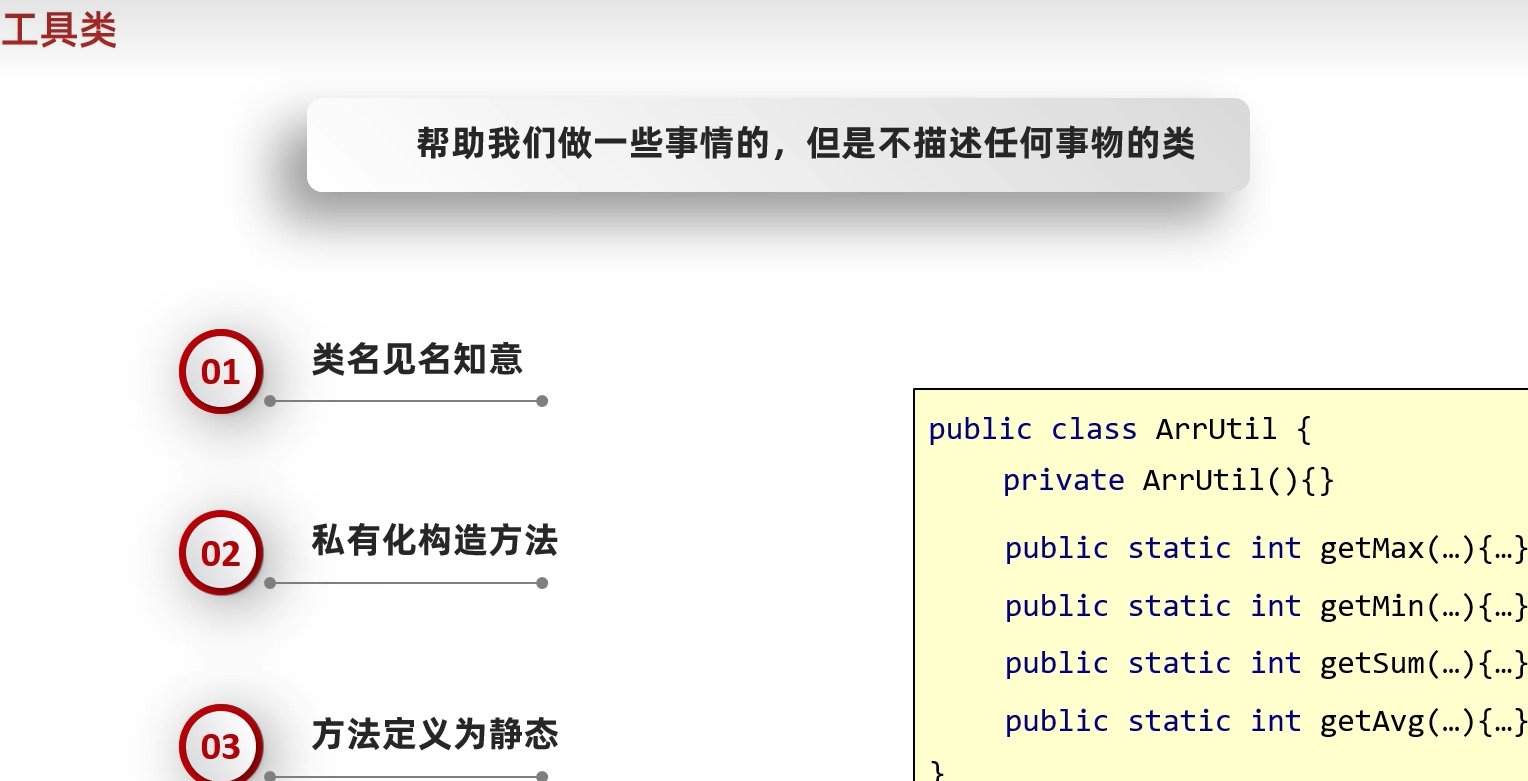 工具类
帮助我们做一些事情的，但是不描述任何事物的类
01
类名见名知意
02
私有化构造方法
03
方法定义为静态
public class ArrUtil {
private ArrUtil(){}
public static int getMax(…){…}
public static int getMin(…){…}
public static int getSum(…){…}
public static int getAvg(…){…}
}